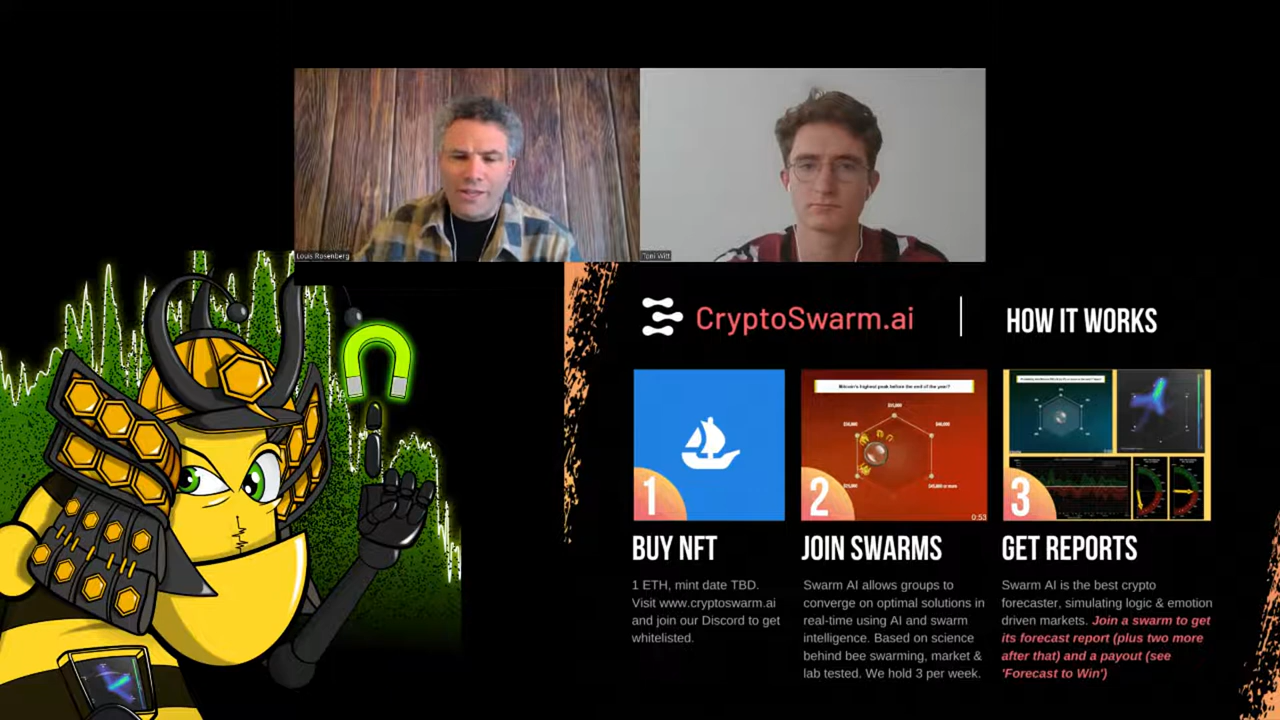 Louis Rosenberg
Toni Witt
CryptoSwarm.ai
HOW IT WORKS
Bitcoin's highest peak before the end of the year?
0:53
1
2
3
BUY NFT
1 ETH, mint date TBD.
Visit www.cryptoswarm.ai
and join our Discord to get
whitelisted.
JOIN SWARMS
Swarm AI allows groups to
converge on optimal solutions in
real-time using AI and swarm
intelligence. Based on science
behind bee swarming, market &
lab tested. We hold 3 per week.
GET REPORTS
Swarm AI is the best crypto
forecaster, simulating logic & emotion
driven markets. Join a swarm to get
its forecast report (plus two more
after that) and a payout (see
'Forecast to Win')